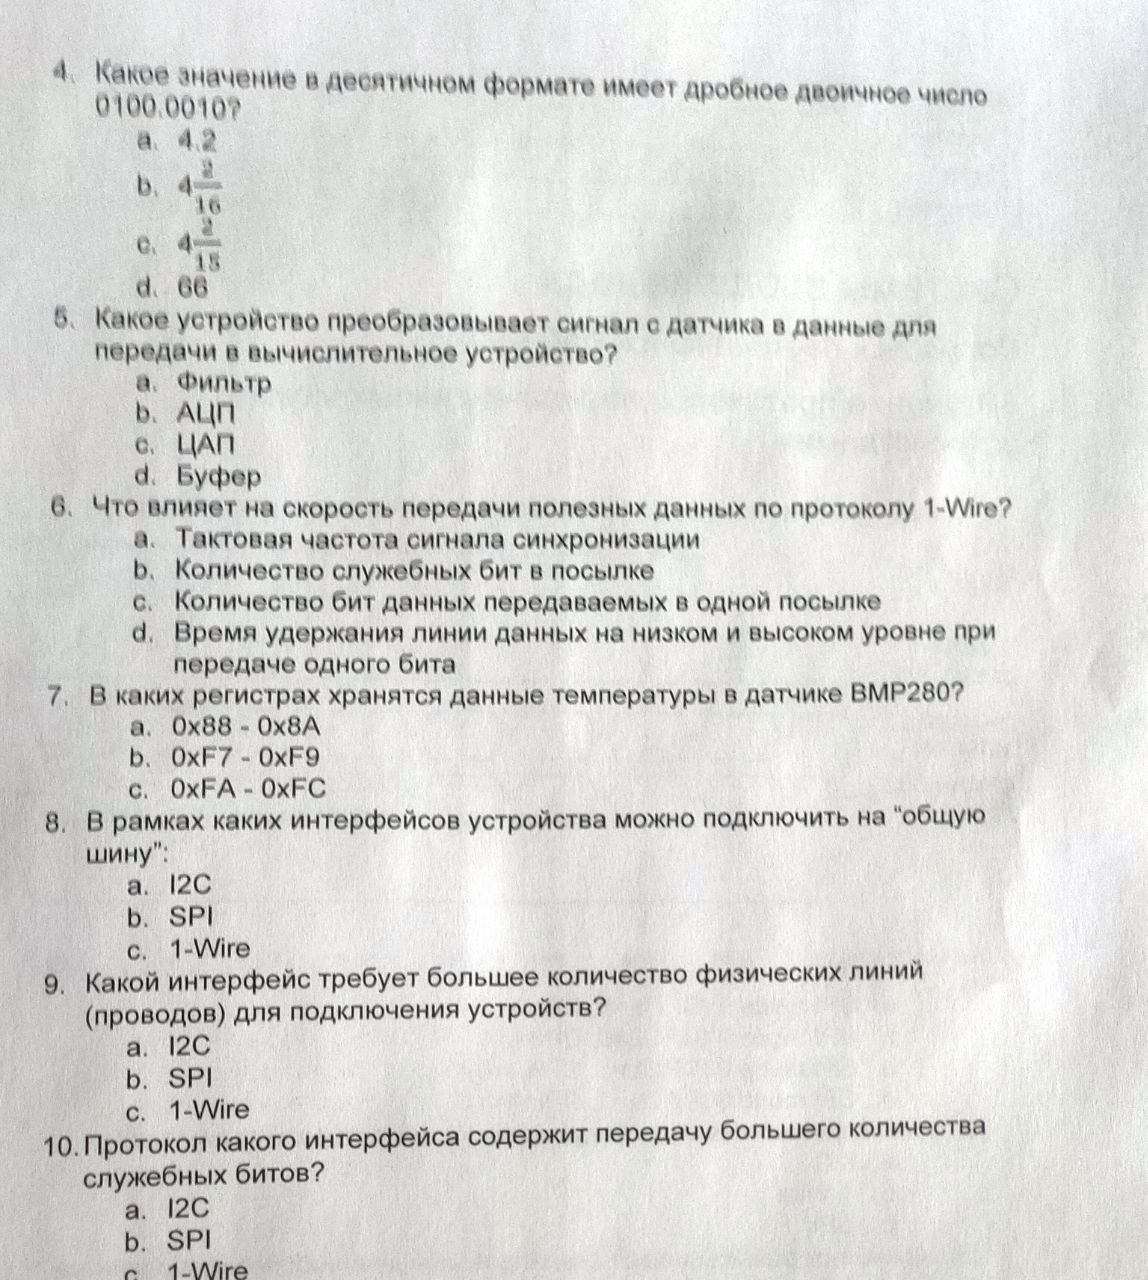 4. Какое значение в десятичном формате имеет дробное двоичное число
0100.0010?
a. 4.2
b. 4 2/16
c. 4 2/15
d. 66
5. Какое устройство преобразовывает сигнал с датчика в данные для
передачи в вычислительное устройство?
a. Фильтр
b. АЦП
c. ЦАП
d. Буфер
6. Что влияет на скорость передачи полезных данных по протоколу 1-Wire?
a. Тактовая частота сигнала синхронизации
b. Количество служебных бит в посылке
c. Количество бит данных передаваемых в одной посылке
d. Время удержания линии данных на низком и высоком уровне при
передаче одного бита
7. В каких регистрах хранятся данные температуры в датчике BMP280?
a. 0x88 - 0x8A
b. 0xF7 - 0xF9
c. 0xFA - 0xFC
8. В рамках каких интерфейсов устройства можно подключить на “общую
шину”:
a. I2C
b. SPI
c. 1-Wire
9. Какой интерфейс требует большее количество физических линий
(проводов) для подключения устройств?
a. I2C
b. SPI
c. 1-Wire
10. Протокол какого интерфейса содержит передачу большего количества
служебных битов?
a. I2C
b. SPI
c. 1-Wire